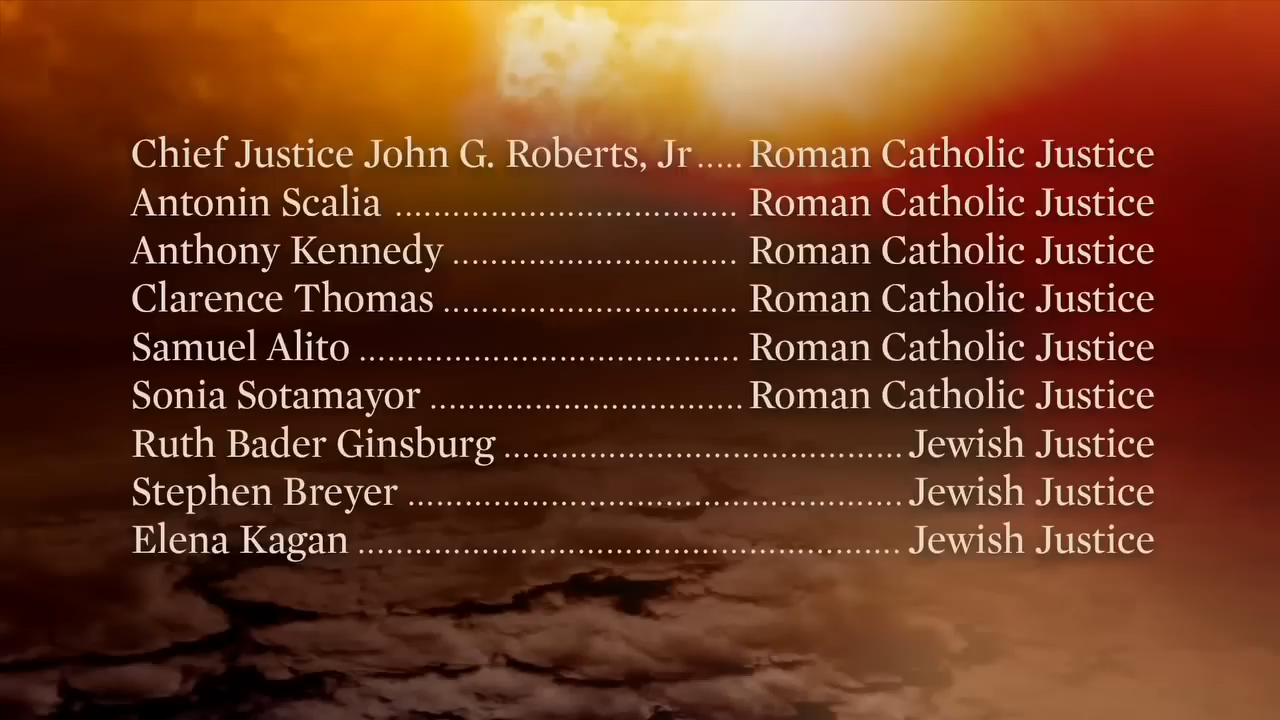 Chief Justice John G. Roberts, Jr..... Roman Catholic Justice
Antonin Scalia ................................... Roman Catholic Justice
Anthony Kennedy ............................. Roman Catholic Justice
Clarence Thomas .............................. Roman Catholic Justice
Samuel Alito ....................................... Roman Catholic Justice
Sonia Sotamayor ................................ Roman Catholic Justice
Ruth Bader Ginsburg ......................................... Jewish Justice
Stephen Breyer .................................................. Jewish Justice
Elena Kagan ....................................................... Jewish Justice